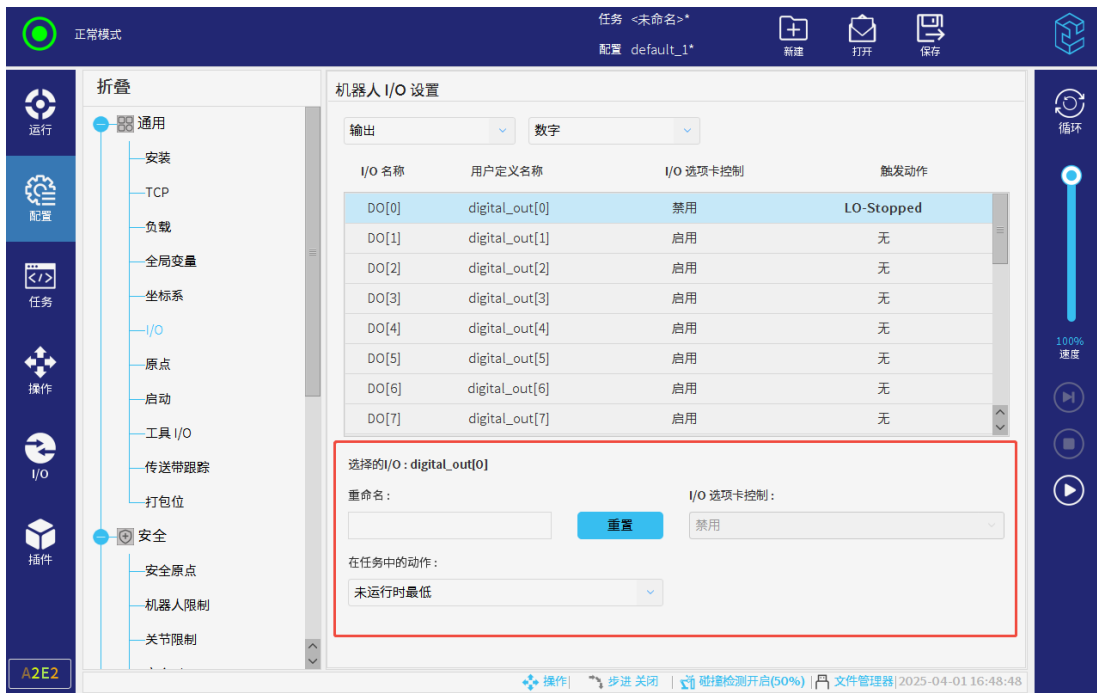 正常模式
任务 <未命名>*
配置 default_1*
新建
打开
保存
运行
配置
任务
操作
I/O
插件
A2E2
折叠
通用
安装
TCP
负载
全局变量
坐标系
I/O
原点
启动
工具 I/O
传送带跟踪
打包位
安全
安全原点
机器人限制
关节限制
机器人 I/O 设置
输出 数字
I/O 名称 用户定义名称 I/O 选项卡控制 触发动作
DO[0] digital_out[0] 禁用 LO-Stopped
DO[1] digital_out[1] 启用 无
DO[2] digital_out[2] 启用 无
DO[3] digital_out[3] 启用 无
DO[4] digital_out[4] 启用 无
DO[5] digital_out[5] 启用 无
DO[6] digital_out[6] 启用 无
DO[7] digital_out[7] 启用 无
选择的I/O : digital_out[0]
重命名 : I/O 选项卡控制 :
重置 禁用
在任务中的动作 :
未运行时最低
循环
100%
速度
操作| 步进 关闭 | 碰撞检测开启(50%) | 文件管理器| 2025-04-01 16:48:48